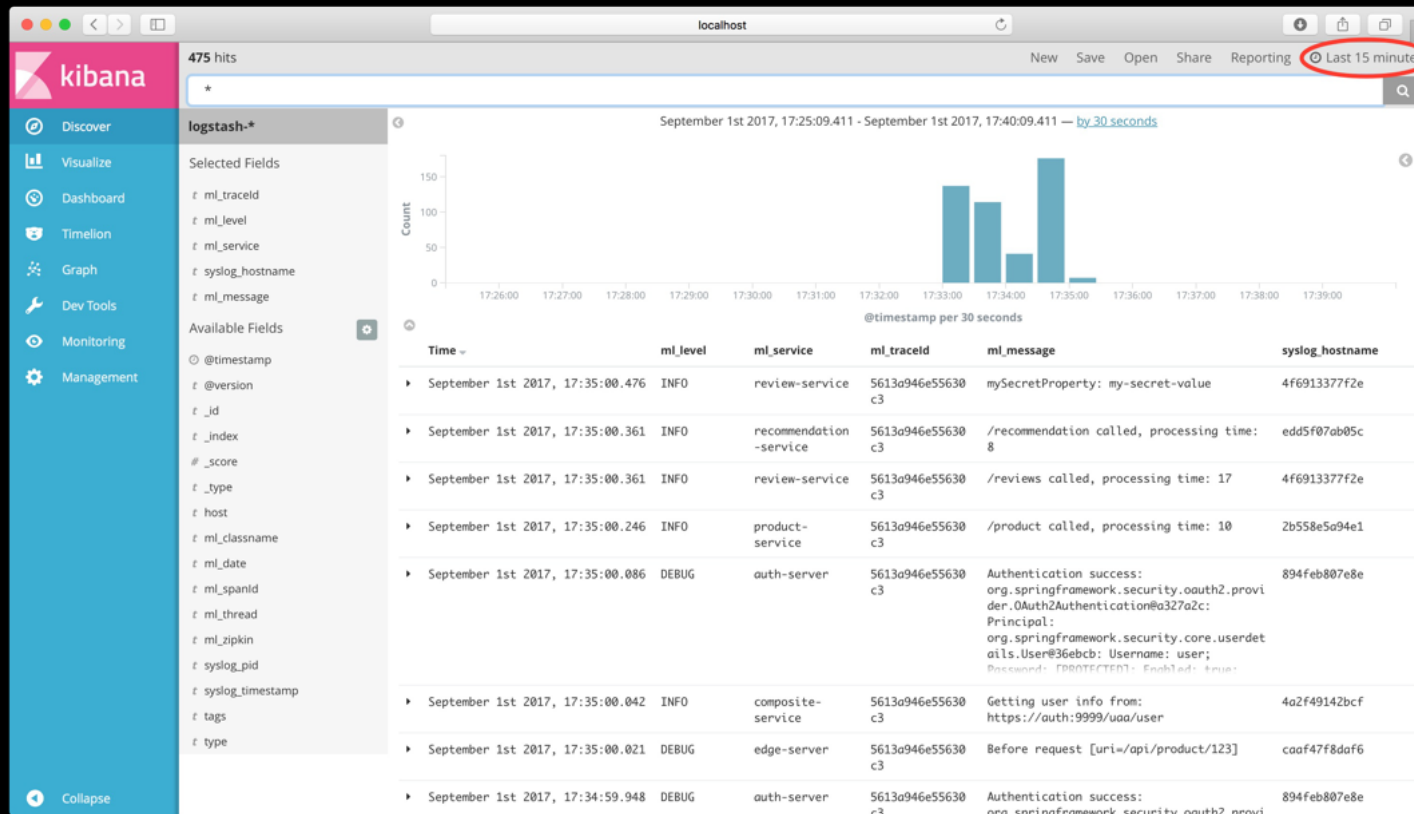 localhost
kibana
475 hits
New Save Open Share Reporting Last 15 minute
*
Discover
Visualize
Dashboard
Timelion
Graph
Dev Tools
Monitoring
Management
Collapse
logstash-*
Selected Fields
t ml_traceId
t ml_level
t ml_service
t syslog_hostname
t ml_message
Available Fields
@timestamp
t @version
t _id
t _index
# _score
t _type
t host
t ml_classname
t ml_date
t ml_spanId
t ml_thread
t ml_zipkin
t syslog_pid
t syslog_timestamp
t tags
t type
September 1st 2017, 17:25:09.411 - September 1st 2017, 17:40:09.411 — by 30 seconds
Count
150
100
50
0
17:26:00 17:27:00 17:28:00 17:29:00 17:30:00 17:31:00 17:32:00 17:33:00 17:34:00 17:35:00 17:36:00 17:37:00 17:38:00 17:39:00
@timestamp per 30 seconds
Time ml_level ml_service ml_traceId ml_message syslog_hostname
September 1st 2017, 17:35:00.476 INFO review-service 5613a946e55630 mySecretProperty: my-secret-value 4f6913377f2e
c3
September 1st 2017, 17:35:00.361 INFO recommendation 5613a946e55630 /recommendation called, processing time: edd5f07ab05c
-service c3 8
September 1st 2017, 17:35:00.361 INFO review-service 5613a946e55630 /reviews called, processing time: 17 4f6913377f2e
c3
September 1st 2017, 17:35:00.246 INFO product- 5613a946e55630 /product called, processing time: 10 2b558e5a94e1
service c3
September 1st 2017, 17:35:00.086 DEBUG auth-server 5613a946e55630 Authentication success: 894feb807e8e
c3 org.springframework.security.oauth2.provi
der.OAuth2Authentication@a327a2c:
Principal:
org.springframework.security.core.userdet
ails.User@36ebcb: Username: user;
Password: [PROTECTED]; Enabled: true;
September 1st 2017, 17:35:00.042 INFO composite- 5613a946e55630 Getting user info from: 4a2f49142bcf
service c3 https://auth:9999/uaa/user
September 1st 2017, 17:35:00.021 DEBUG edge-server 5613a946e55630 Before request [uri=/api/product/123] caaf47f8daf6
c3
September 1st 2017, 17:34:59.948 DEBUG auth-server 5613a946e55630 Authentication success: 894feb807e8e
c3 org.springframework.security.oauth2.provi